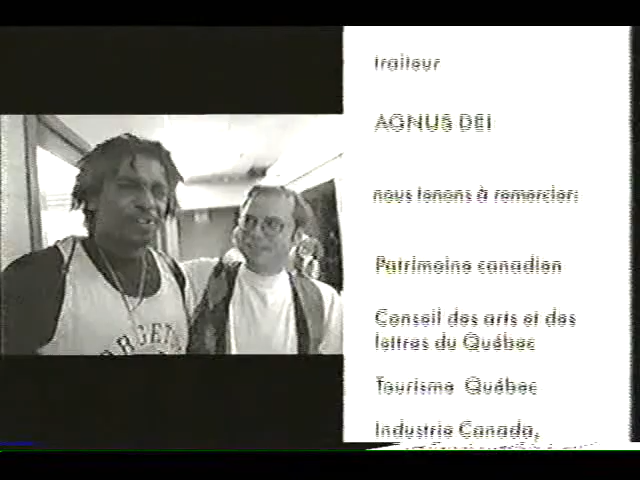 traiteur
AGNUS DEI
nous tenons à remercier:
Patrimoine canadien
Conseil des arts et des
lettres du Québec
Tourisme Québec
Industrie Canada,